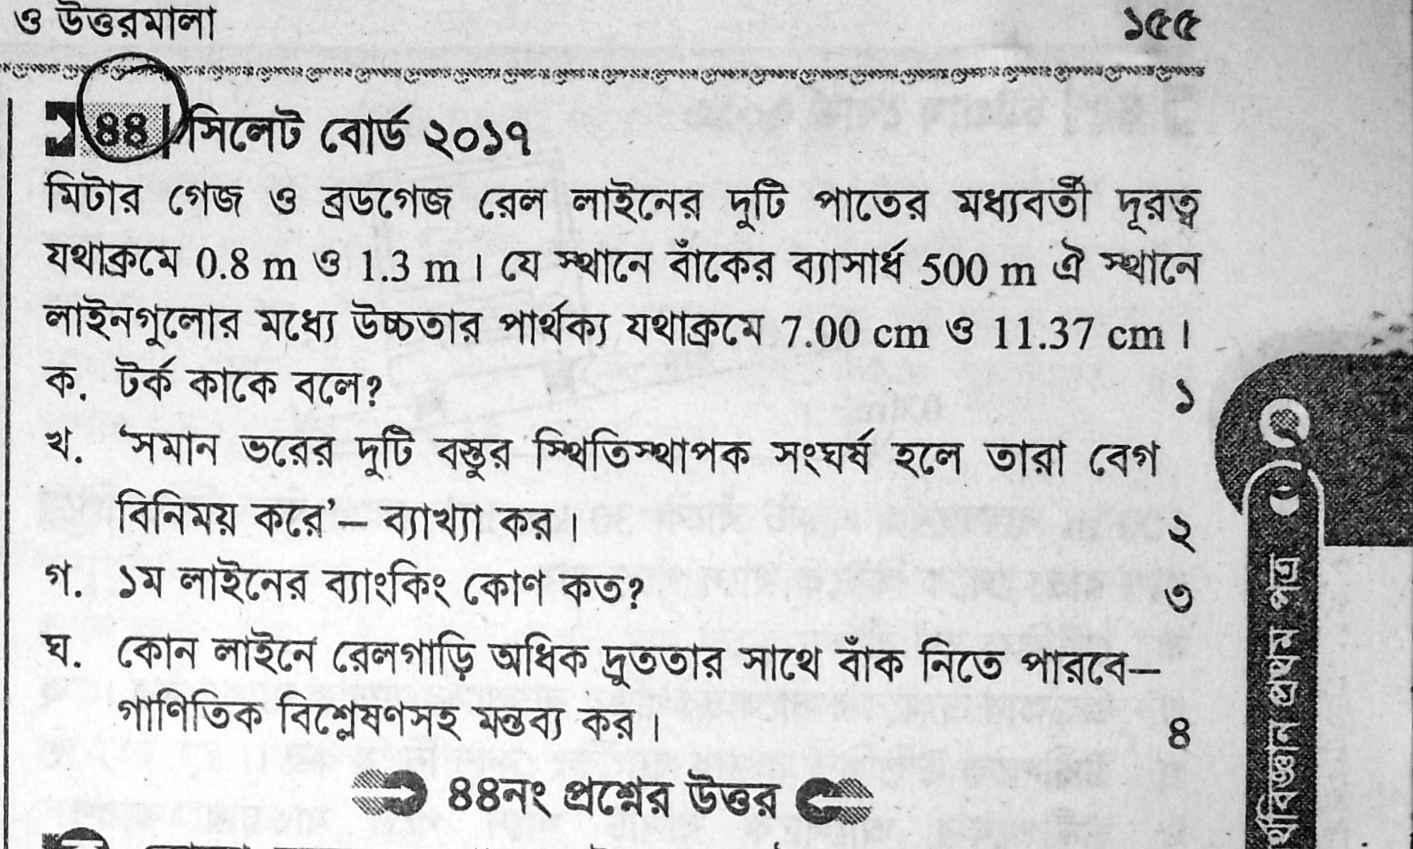 ও উত্তরমালা
১৫৫
৪৪ সিলেট বোর্ড ২০১৭
মিটার গেজ ও ব্রডগেজ রেল লাইনের দুটি পাতের মধ্যবর্তী দূরত্ব
যথাক্রমে 0.8 m ও 1.3 m । যে স্থানে বাঁকের ব্যাসার্ধ 500 m ঐ স্থানে
লাইনগুলোর মধ্যে উচ্চতার পার্থক্য যথাক্রমে 7.00 cm ও 11.37 cm ।
ক. টর্ক কাকে বলে? ১
খ. ‘সমান ভরের দুটি বস্তুর স্থিতিস্থাপক সংঘর্ষ হলে তারা বেগ
বিনিময় করে’– ব্যাখ্যা কর। ২
গ. ১ম লাইনের ব্যাংকিং কোণ কত? ৩
ঘ. কোন লাইনে রেলগাড়ি অধিক দ্রুততার সাথে বাঁক নিতে পারবে–
গাণিতিক বিশ্লেষণসহ মন্তব্য কর। ৪
৪৪নং প্রশ্নের উত্তর
প্রথম পত্র